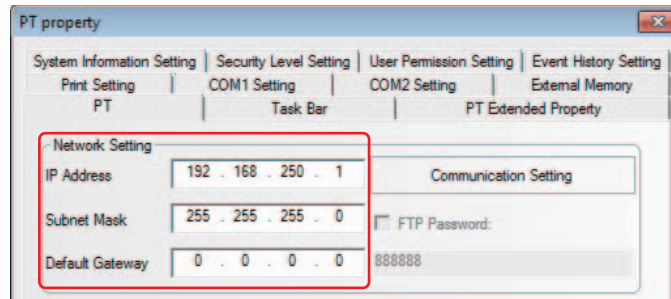 PT property
System Information Setting Security Level Setting User Permission Setting Event History Setting
Print Setting COM1 Setting COM2 Setting External Memory
PT Task Bar PT Extended Property
Network Setting
IP Address 192 . 168 . 250 . 1 Communication Setting
Subnet Mask 255 . 255 . 255 . 0 FTP Password:
Default Gateway 0 . 0 . 0 . 0 888888